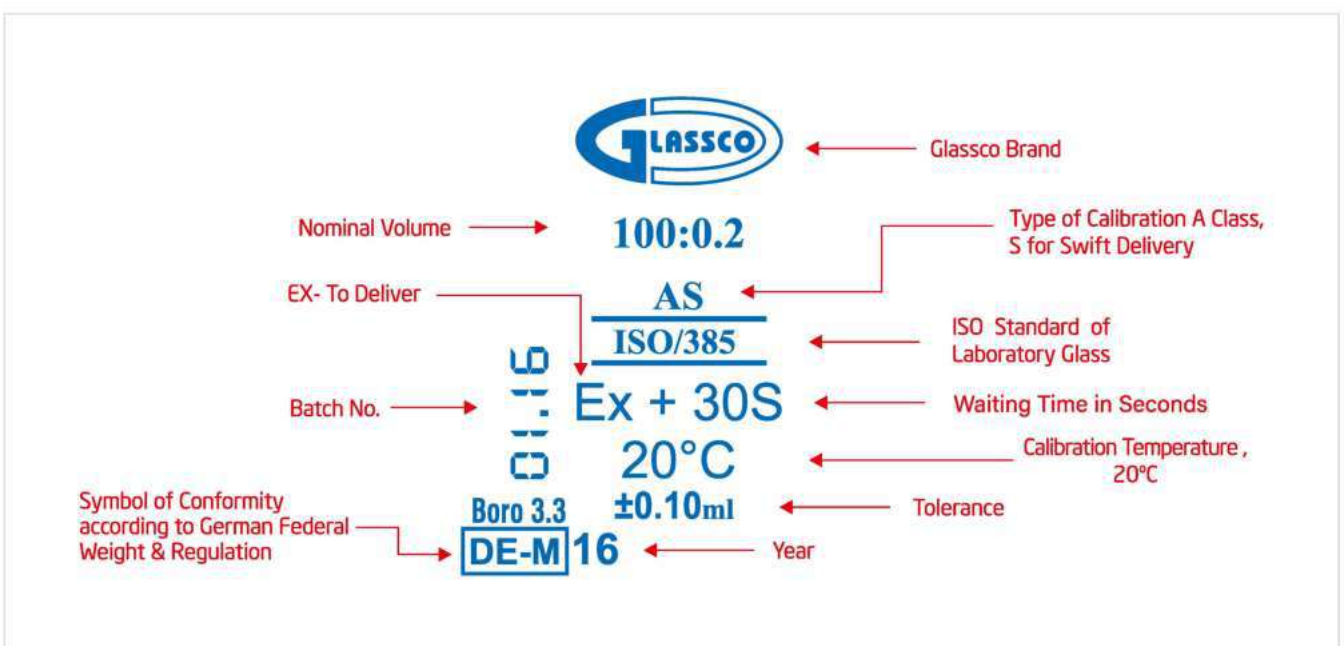 GLASSCO
Glassco Brand
Nominal Volume
100:0.2
Type of Calibration A Class,
S for Swift Delivery
EX- To Deliver
AS
ISO/385
ISO Standard of
Laboratory Glass
Batch No.
01.16
Ex + 30S
Waiting Time in Seconds
20°C
Calibration Temperature ,
20°C
Symbol of Conformity
according to German Federal
Weight & Regulation
Boro 3.3
±0.10ml
Tolerance
DE-M 16
Year